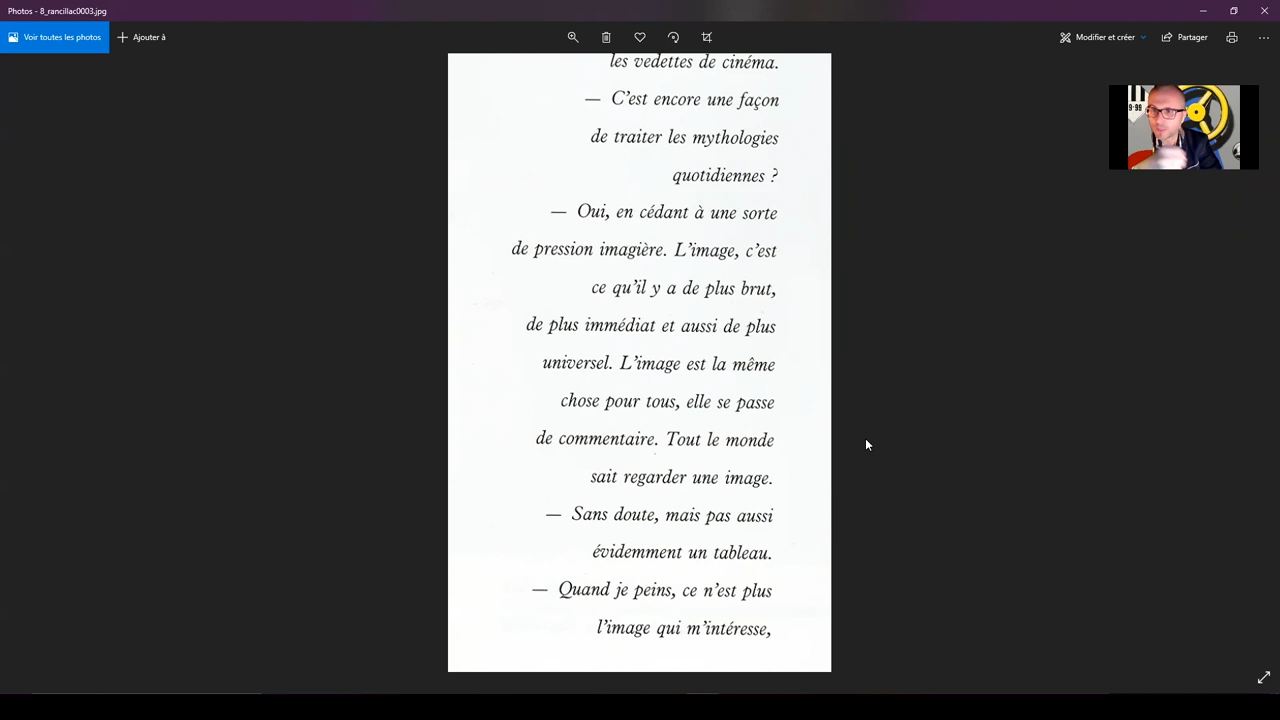 Photos - 8_rancillac0003.jpg
Voir toutes les photos
Ajouter à
Modifier et créer
Partager
les vedettes de cinéma.
— C'est encore une façon
de traiter les mythologies
quotidiennes ?
— Oui, en cédant à une sorte
de pression imagière. L'image, c'est
ce qu'il y a de plus brut,
de plus immédiat et aussi de plus
universel. L'image est la même
chose pour tous, elle se passe
de commentaire. Tout le monde
sait regarder une image.
— Sans doute, mais pas aussi
évidemment un tableau.
— Quand je peins, ce n'est plus
l'image qui m'intéresse,